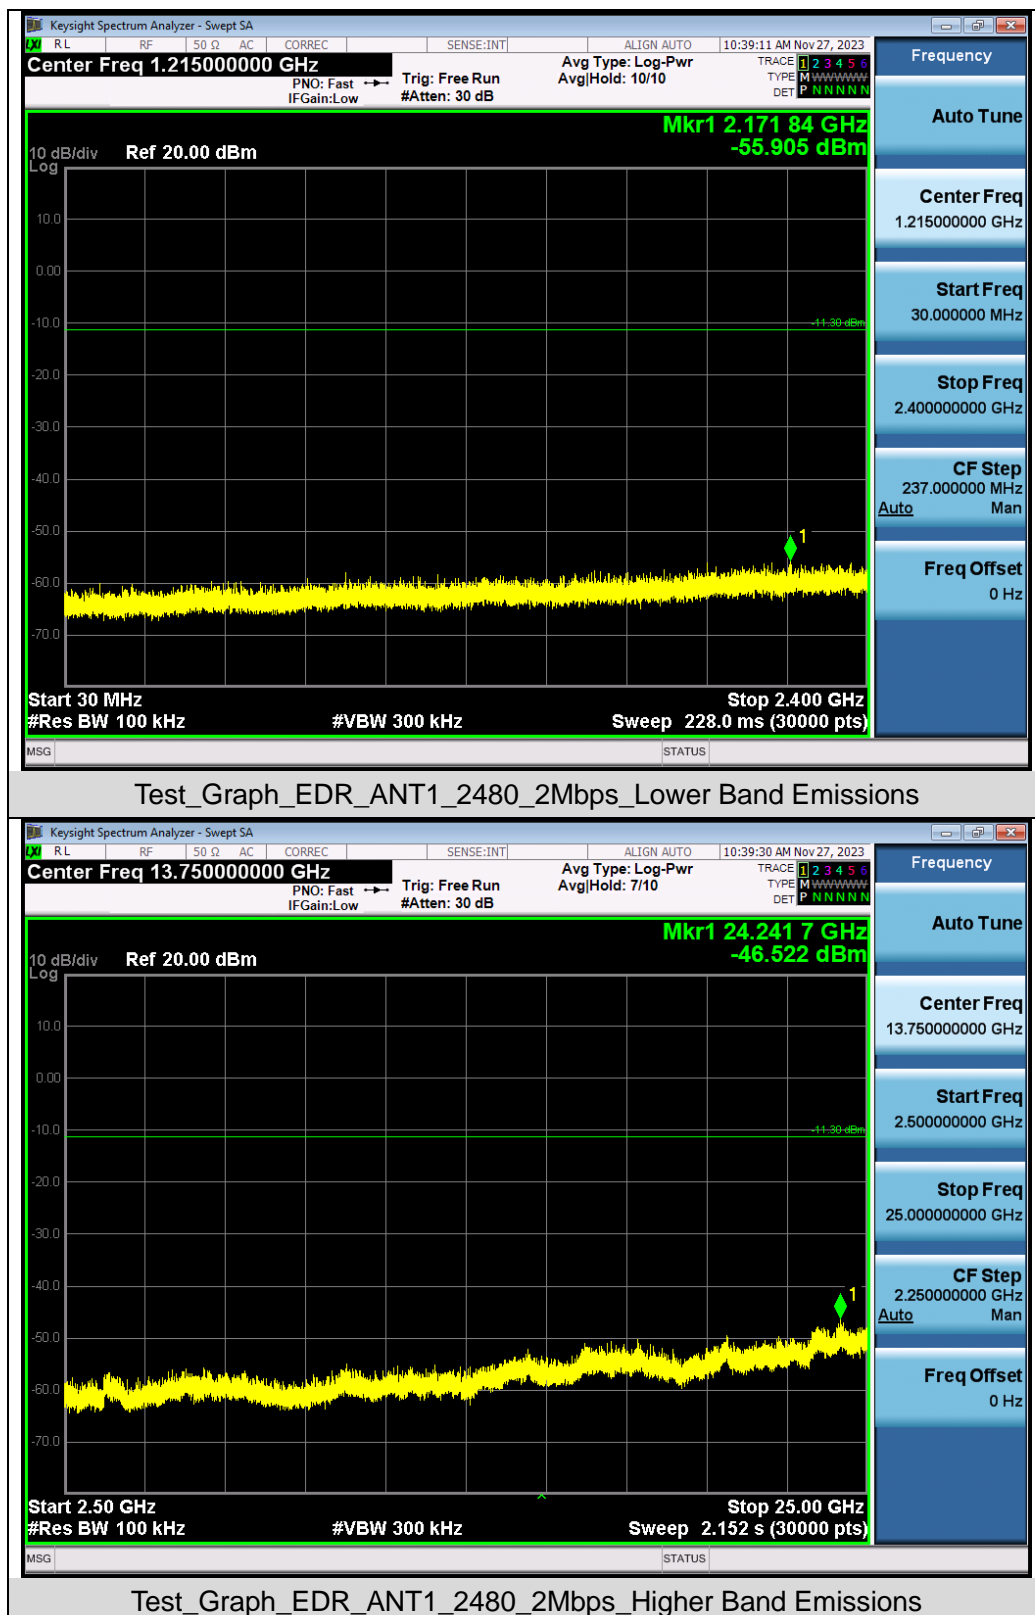 Keysight Spectrum Analyzer - Swept SA
LXI RL RF 50 Ω AC CORREC SENSE:INT ALIGN AUTO 10:39:11 AM Nov 27, 2023
Center Freq 1.215000000 GHz
PNO: Fast
IFGain:Low
Trig: Free Run
#Atten: 30 dB
Avg Type: Log-Pwr
Avg|Hold: 10/10
TRACE 1 2 3 4 5 6
TYPE M WWWWW
DET P N N N N N
Mkr1 2.171 84 GHz
-55.905 dBm
10 dB/div Ref 20.00 dBm
Log
10.0
0.00
-10.0
-11.30 dBm
-20.0
-30.0
-40.0
-50.0
1
-60.0
-70.0
Start 30 MHz Stop 2.400 GHz
#Res BW 100 kHz #VBW 300 kHz Sweep 228.0 ms (30000 pts)
MSG STATUS
Frequency
Auto Tune
Center Freq
1.215000000 GHz
Start Freq
30.000000 MHz
Stop Freq
2.400000000 GHz
CF Step
237.000000 MHz
Auto Man
Freq Offset
0 Hz
Test_Graph_EDR_ANT1_2480_2Mbps_Lower Band Emissions
Keysight Spectrum Analyzer - Swept SA
LXI RL RF 50 Ω AC CORREC SENSE:INT ALIGN AUTO 10:39:30 AM Nov 27, 2023
Center Freq 13.750000000 GHz
PNO: Fast
IFGain:Low
Trig: Free Run
#Atten: 30 dB
Avg Type: Log-Pwr
Avg|Hold: 7/10
TRACE 1 2 3 4 5 6
TYPE M WWWWW
DET P N N N N N
Mkr1 24.241 7 GHz
-46.522 dBm
10 dB/div Ref 20.00 dBm
Log
10.0
0.00
-10.0
-11.30 dBm
-20.0
-30.0
-40.0
1
-50.0
-60.0
-70.0
Start 2.50 GHz Stop 25.00 GHz
#Res BW 100 kHz #VBW 300 kHz Sweep 2.152 s (30000 pts)
MSG STATUS
Frequency
Auto Tune
Center Freq
13.750000000 GHz
Start Freq
2.500000000 GHz
Stop Freq
25.000000000 GHz
CF Step
2.250000000 GHz
Auto Man
Freq Offset
0 Hz
Test_Graph_EDR_ANT1_2480_2Mbps_Higher Band Emissions